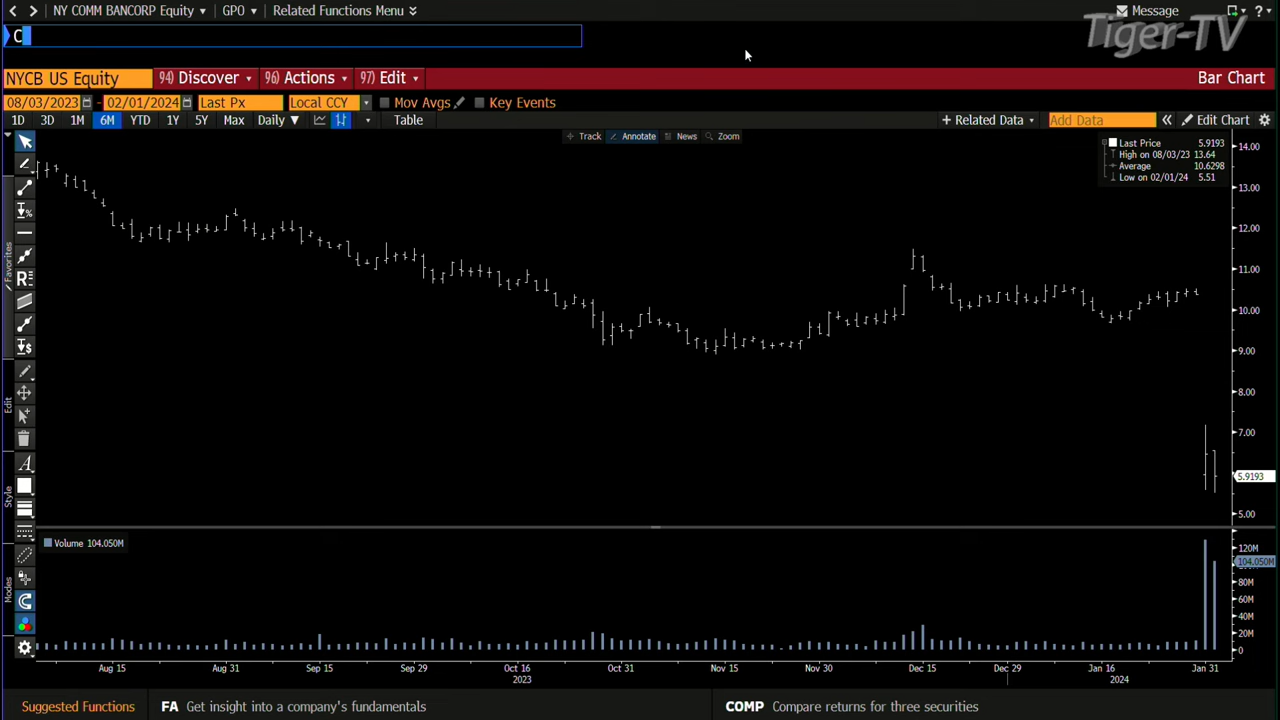 NY COMM BANCORP Equity GPO Related Functions Menu Message ?
Tiger-TV
C
NYCB US Equity 94) Discover 96) Actions 97) Edit Bar Chart
08/03/2023 - 02/01/2024 Last Px Local CCY Mov Avgs Key Events
1D 3D 1M 6M YTD 1Y 5Y Max Daily Table + Related Data Add Data Edit Chart
Track Annotate News Zoom
Last Price 5.9193
High on 08/03/23 13.64
Average 10.6298
Low on 02/01/24 5.51
14.00
13.00
12.00
11.00
10.00
9.00
8.00
7.00
5.9193
5.00
Favorites
Edit
Style
Modes
Volume 104.050M
120M
104.050M
80M
60M
40M
20M
0
Aug 15 Aug 31 Sep 15 Sep 29 Oct 16 Oct 31 Nov 15 Nov 30 Dec 15 Dec 29 Jan 16 Jan 31
2023 2024
Suggested Functions FA Get insight into a company's fundamentals COMP Compare returns for three securities